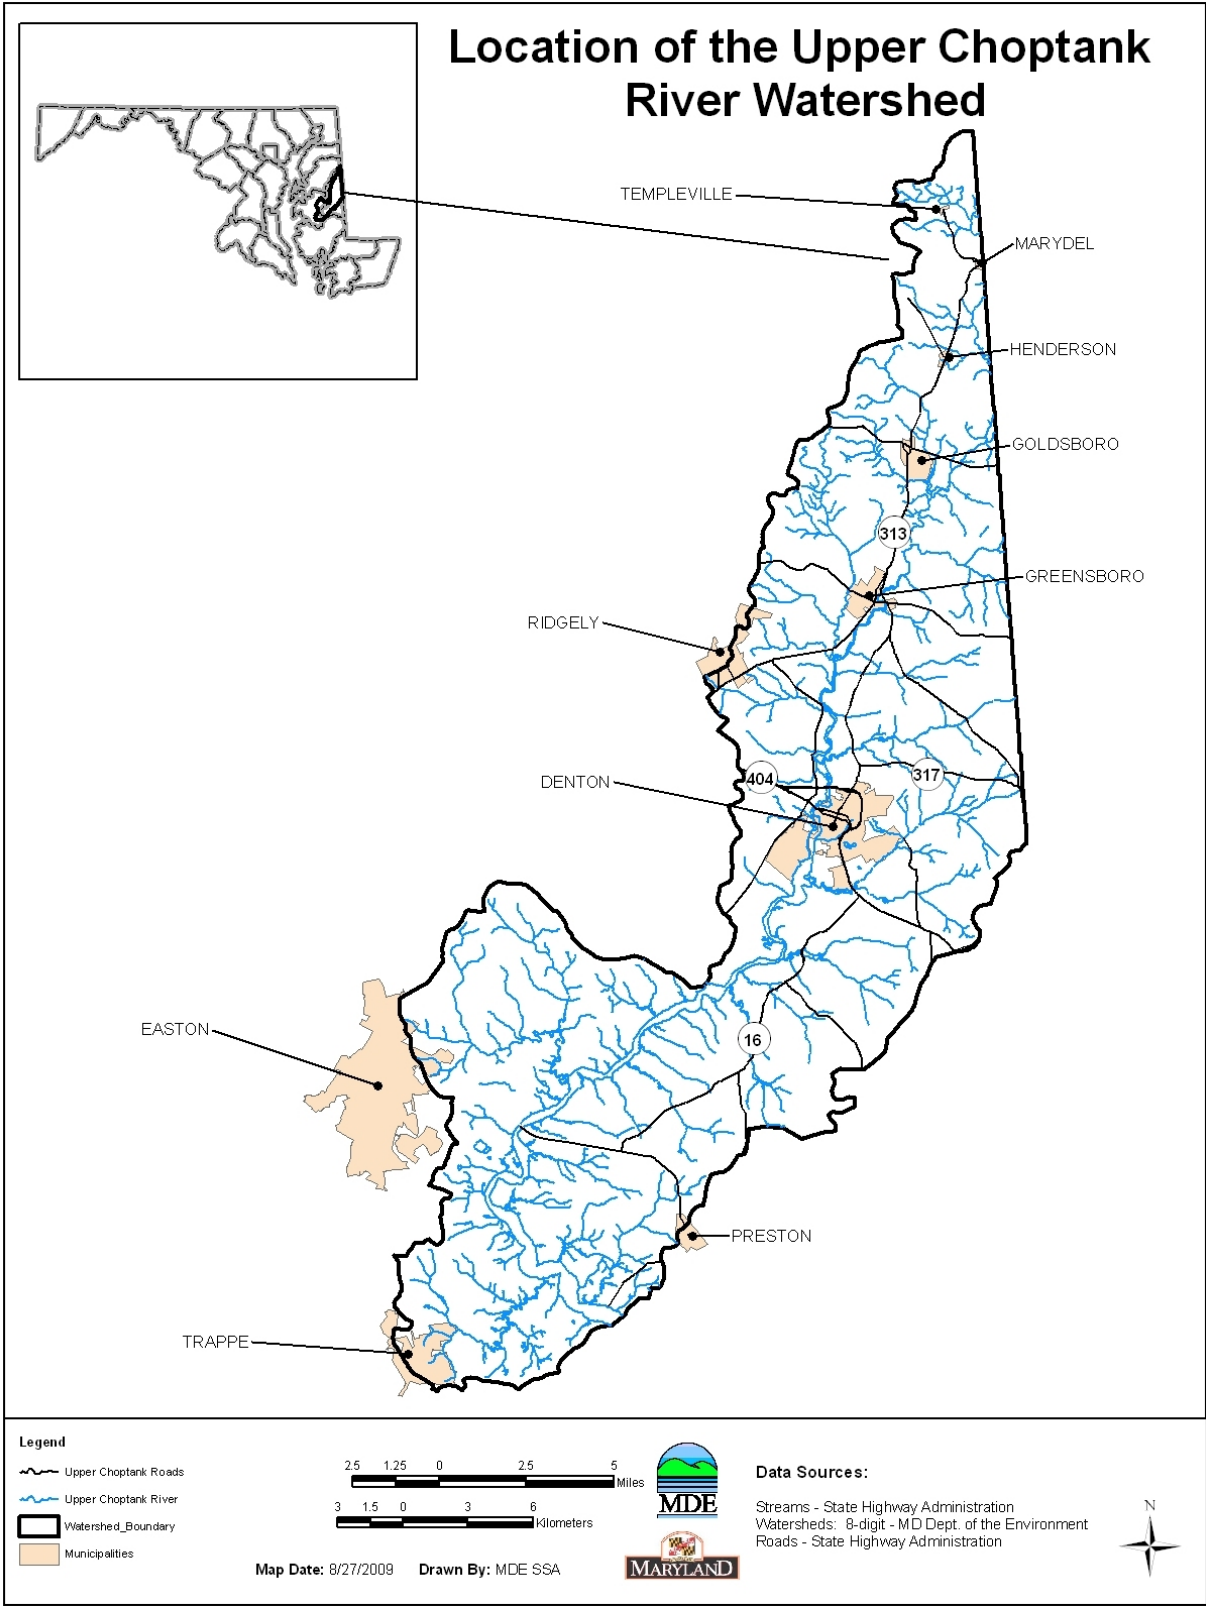 Location of the Upper Choptank
River Watershed
TEMPLEVILLE
MARYDEL
HENDERSON
GOLDSBORO
313
GREENSBORO
RIDGELY
DENTON
404
317
EASTON
16
PRESTON
TRAPPE
Legend
Upper Choptank Roads
Upper Choptank River
Watershed_Boundary
Municipalities
2.5 1.25 0 2.5 5
Miles
3 1.5 0 3 6
Kilometers
Map Date: 8/27/2009 Drawn By: MDE SSA
MDE
MARYLAND
Data Sources:
Streams - State Highway Administration
Watersheds: 8-digit - MD Dept. of the Environment
Roads - State Highway Administration
N